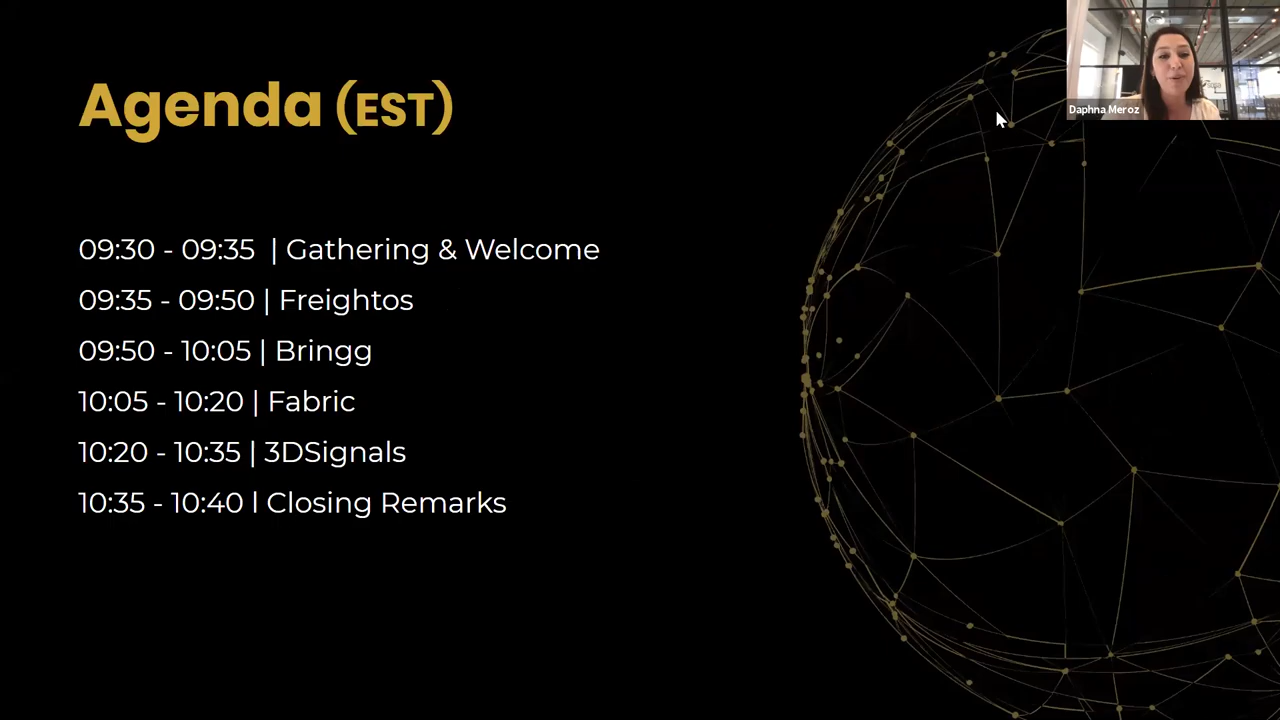 Agenda (EST)
09:30 - 09:35 | Gathering & Welcome
09:35 - 09:50 | Freightos
09:50 - 10:05 | Bringg
10:05 - 10:20 | Fabric
10:20 - 10:35 | 3DSignals
10:35 - 10:40 l Closing Remarks
Daphna Meroz